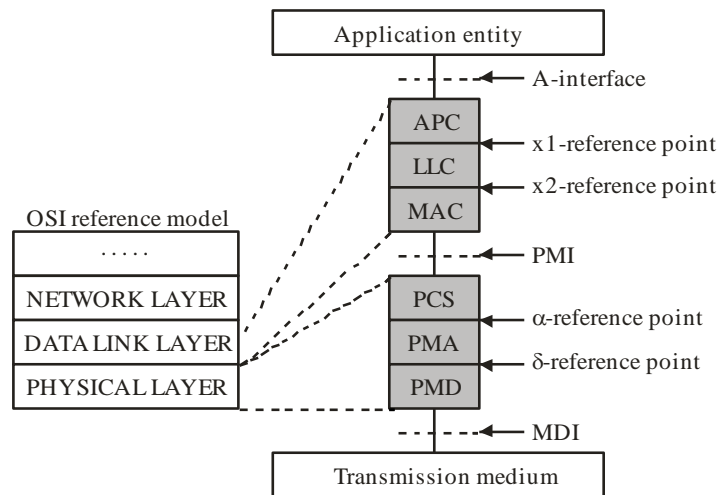 Application entity
A-interface
APC
x1-reference point
LLC
x2-reference point
MAC
OSI reference model
.....
PMI
NETWORK LAYER
PCS
α-reference point
DATA LINK LAYER
PMA
δ-reference point
PHYSICAL LAYER
PMD
MDI
Transmission medium